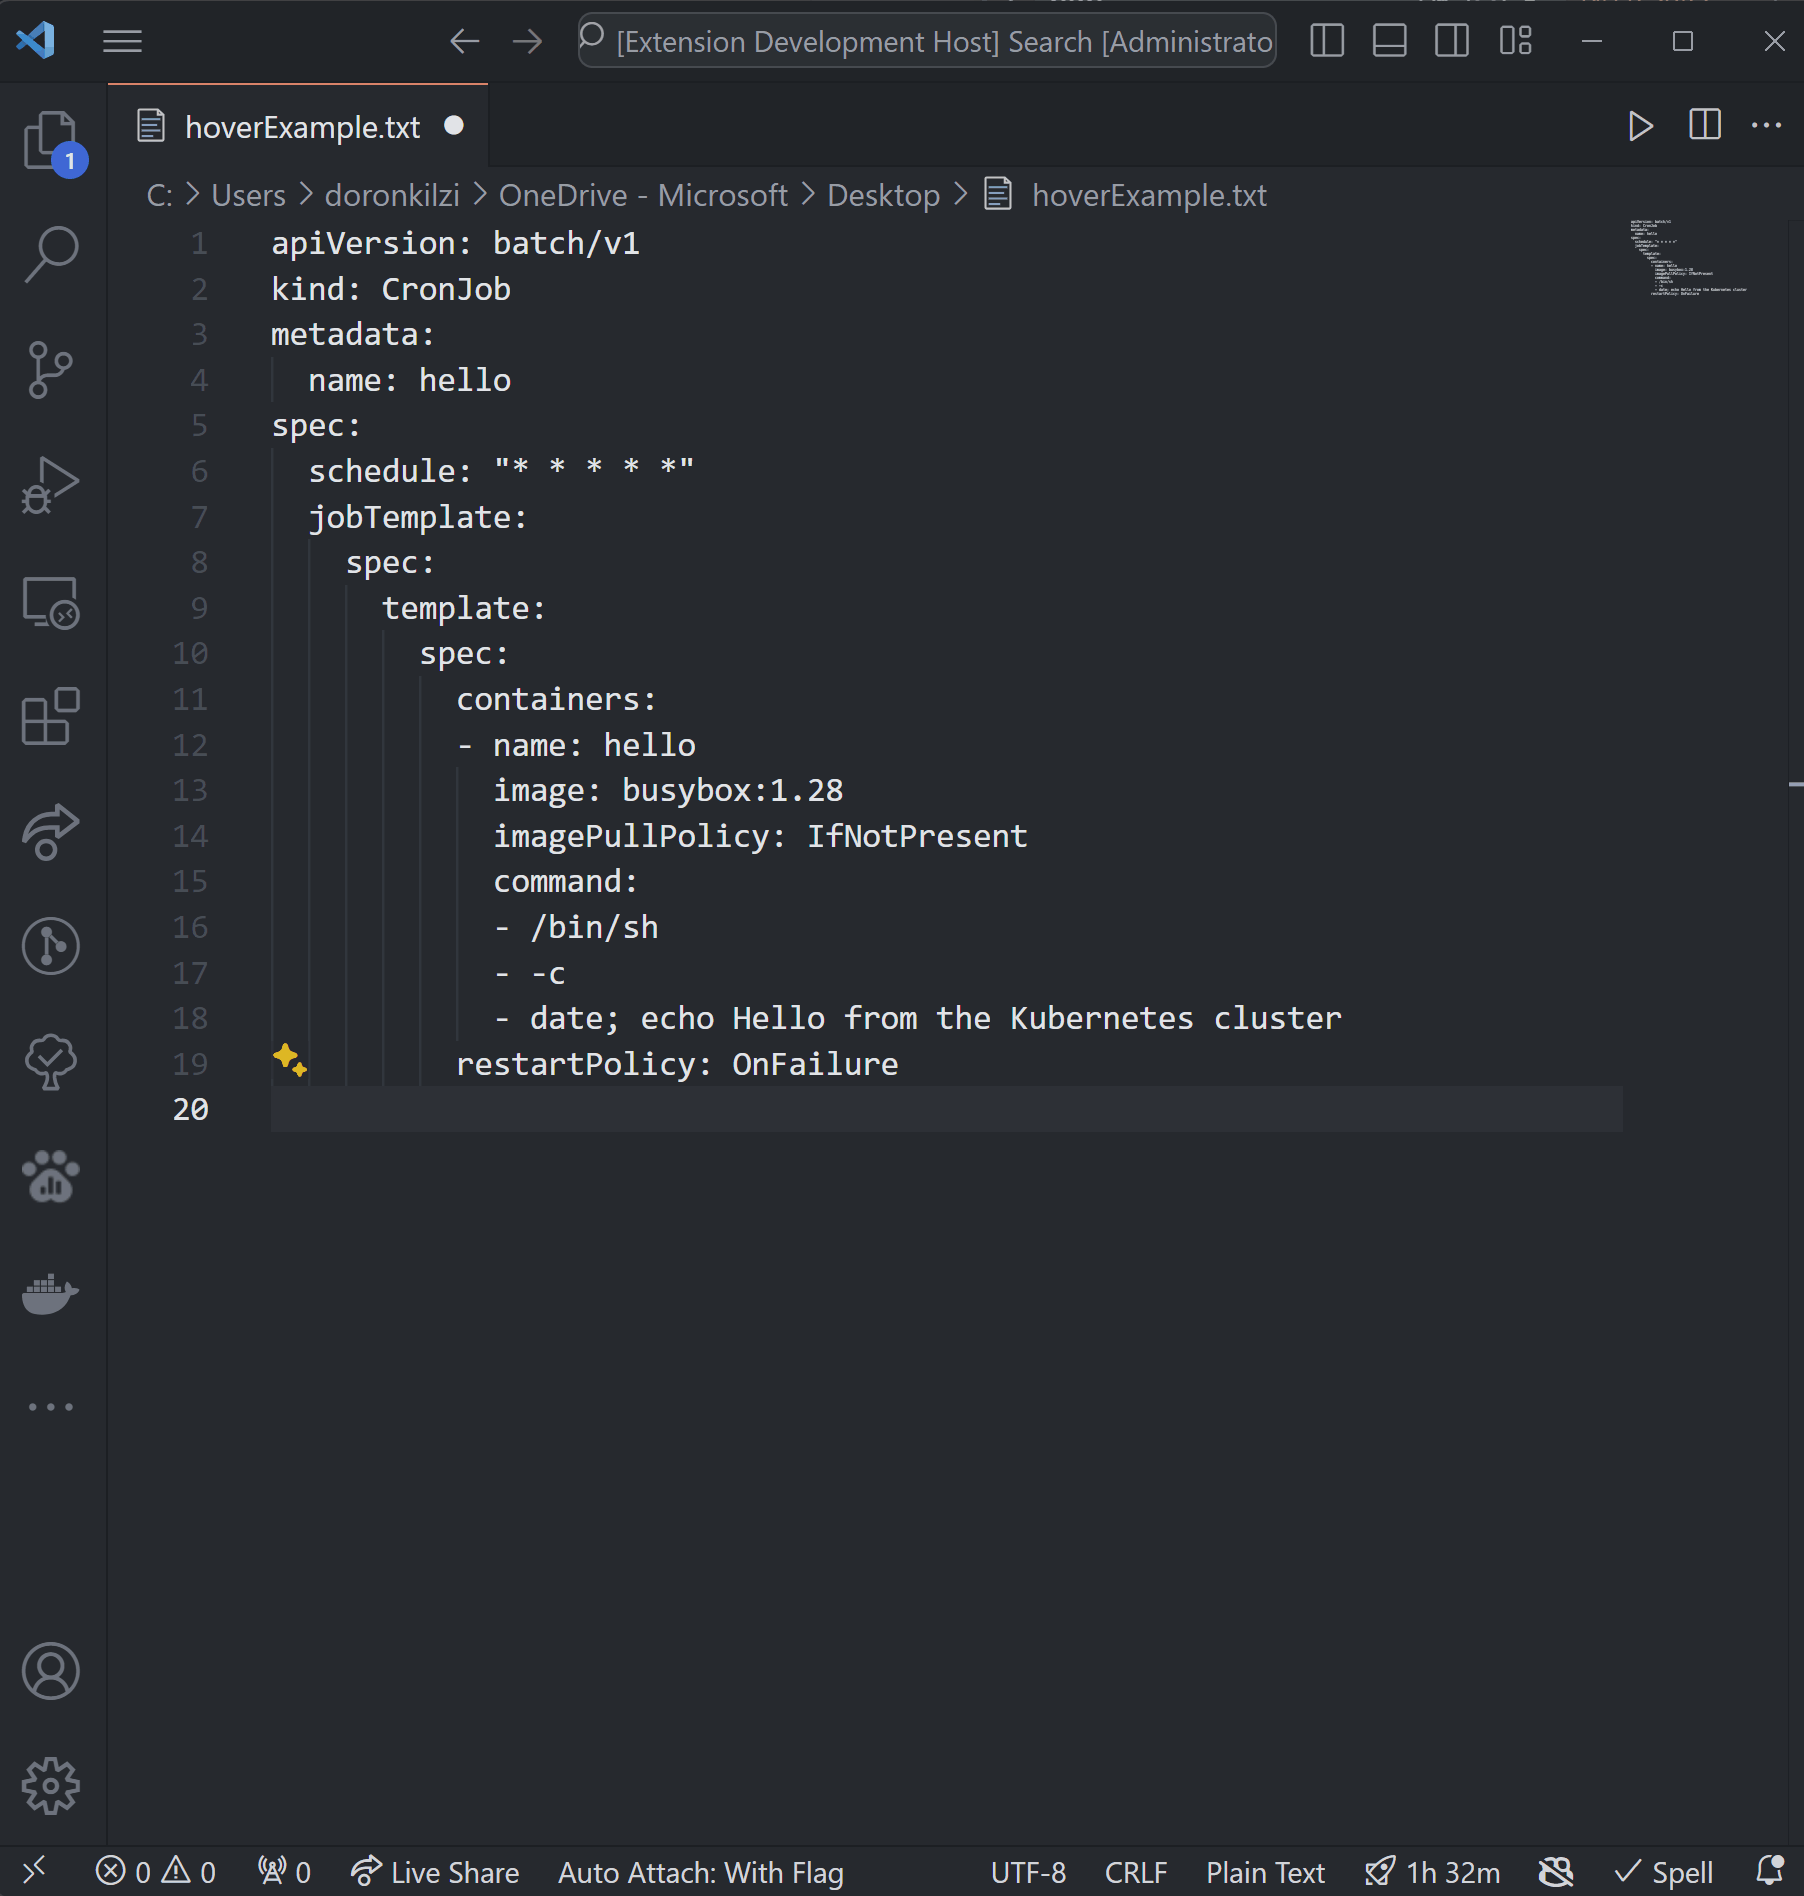 [Extension Development Host] Search [Administrato
hoverExample.txt
1
C: > Users > doronkilzi > OneDrive - Microsoft > Desktop > hoverExample.txt
1 apiVersion: batch/v1
2 kind: CronJob
3 metadata:
4   name: hello
5 spec:
6   schedule: "* * * * *"
7   jobTemplate:
8     spec:
9       template:
10         spec:
11           containers:
12           - name: hello
13             image: busybox:1.28
14             imagePullPolicy: IfNotPresent
15             command:
16             - /bin/sh
17             - -c
18             - date; echo Hello from the Kubernetes cluster
19           restartPolicy: OnFailure
20
0 0 0 Live Share Auto Attach: With Flag UTF-8 CRLF Plain Text 1h 32m Spell